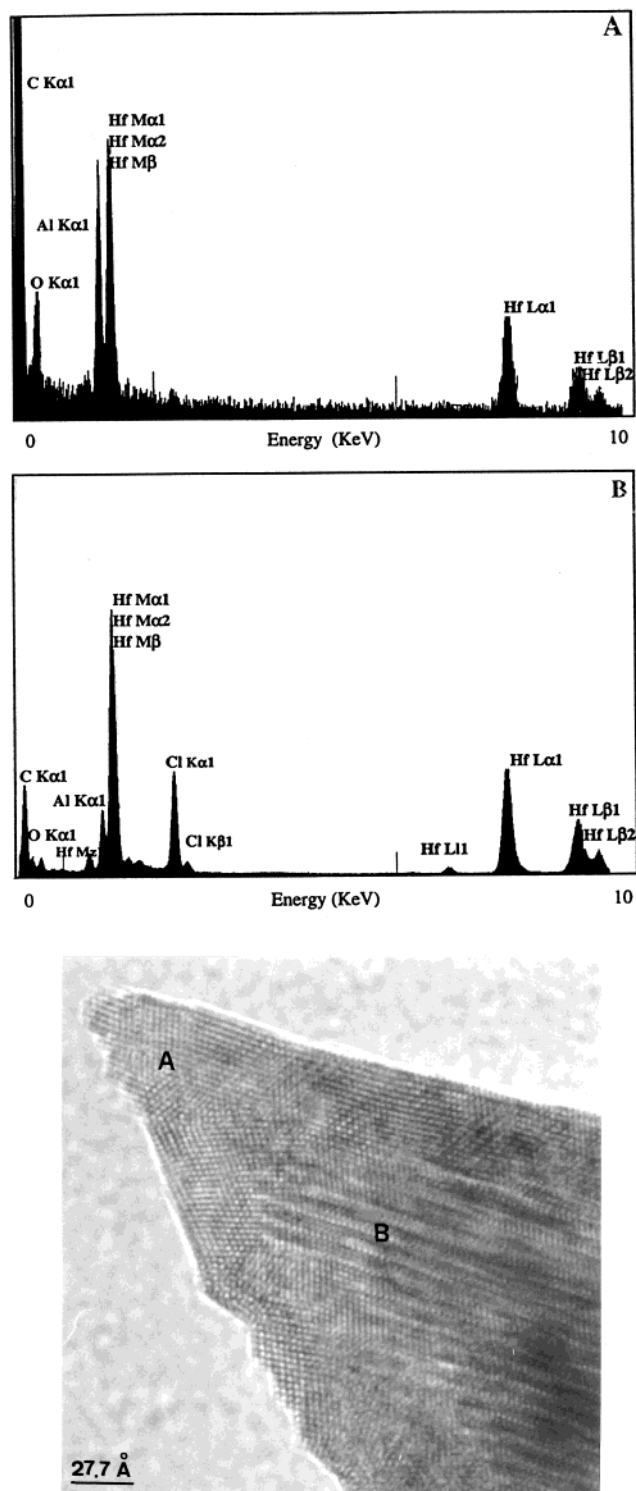 A
C Kα1
Hf Mα1
Hf Mα2
Hf Mβ
Al Kα1
O Kα1
Hf Lα1
Hf Lβ1
Hf Lβ2
0 Energy (KeV) 10
B
Hf Mα1
Hf Mα2
Hf Mβ
C Kα1
Al Kα1
O Kα1
Hf Mz
Cl Kα1
Cl Kβ1
Hf Ll1
Hf Lα1
Hf Lβ1
Hf Lβ2
0 Energy (KeV) 10
A
B
27.7 Å